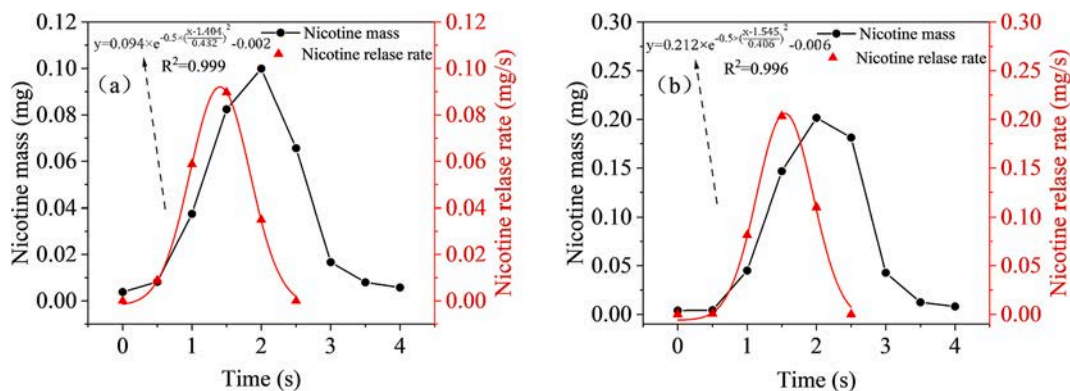 (a)
y=0.094×e^-0.5×(x-1.404/0.432)^2-0.002
R²=0.999
Nicotine mass
Nicotine relase rate
Nicotine mass (mg)
0.12
0.10
0.08
0.06
0.04
0.02
0.00
Nicotine relase rate (mg/s)
0.12
0.10
0.08
0.06
0.04
0.02
0.00
0 1 2 3 4
Time (s)
(b)
y=0.212×e^-0.5×(x-1.545/0.406)^2-0.006
R²=0.996
Nicotine mass
Nicotine relase rate
Nicotine mass (mg)
0.30
0.25
0.20
0.15
0.10
0.05
0.00
Nicotine relase rate (mg/s)
0.30
0.25
0.20
0.15
0.10
0.05
0.00
0 1 2 3 4
Time (s)